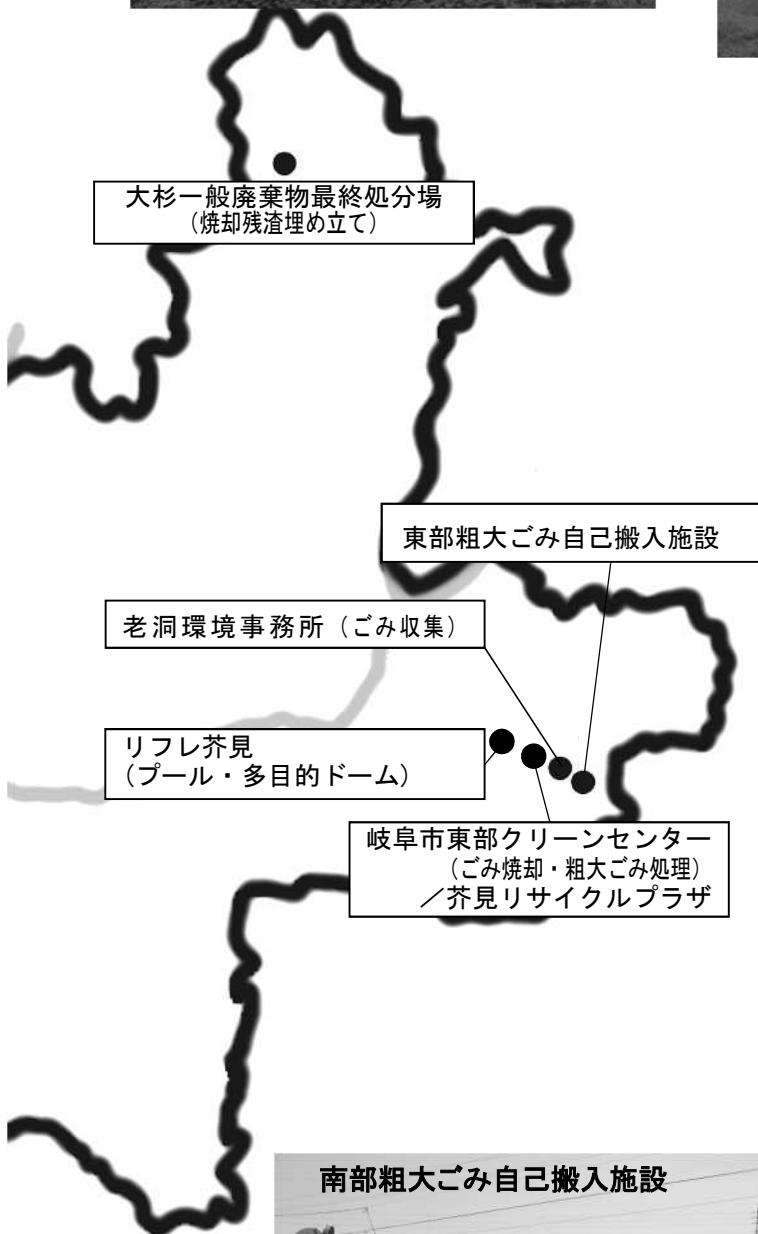 大杉一般廃棄物最終処分場
(焼却残渣埋め立て)
東部粗大ごみ自己搬入施設
老洞環境事務所（ごみ収集）
リフレ芥見
(プール・多目的ドーム)
岐阜市東部クリーンセンター
(ごみ焼却・粗大ごみ処理)
／芥見リサイクルプラザ
南部粗大ごみ自己搬入施設